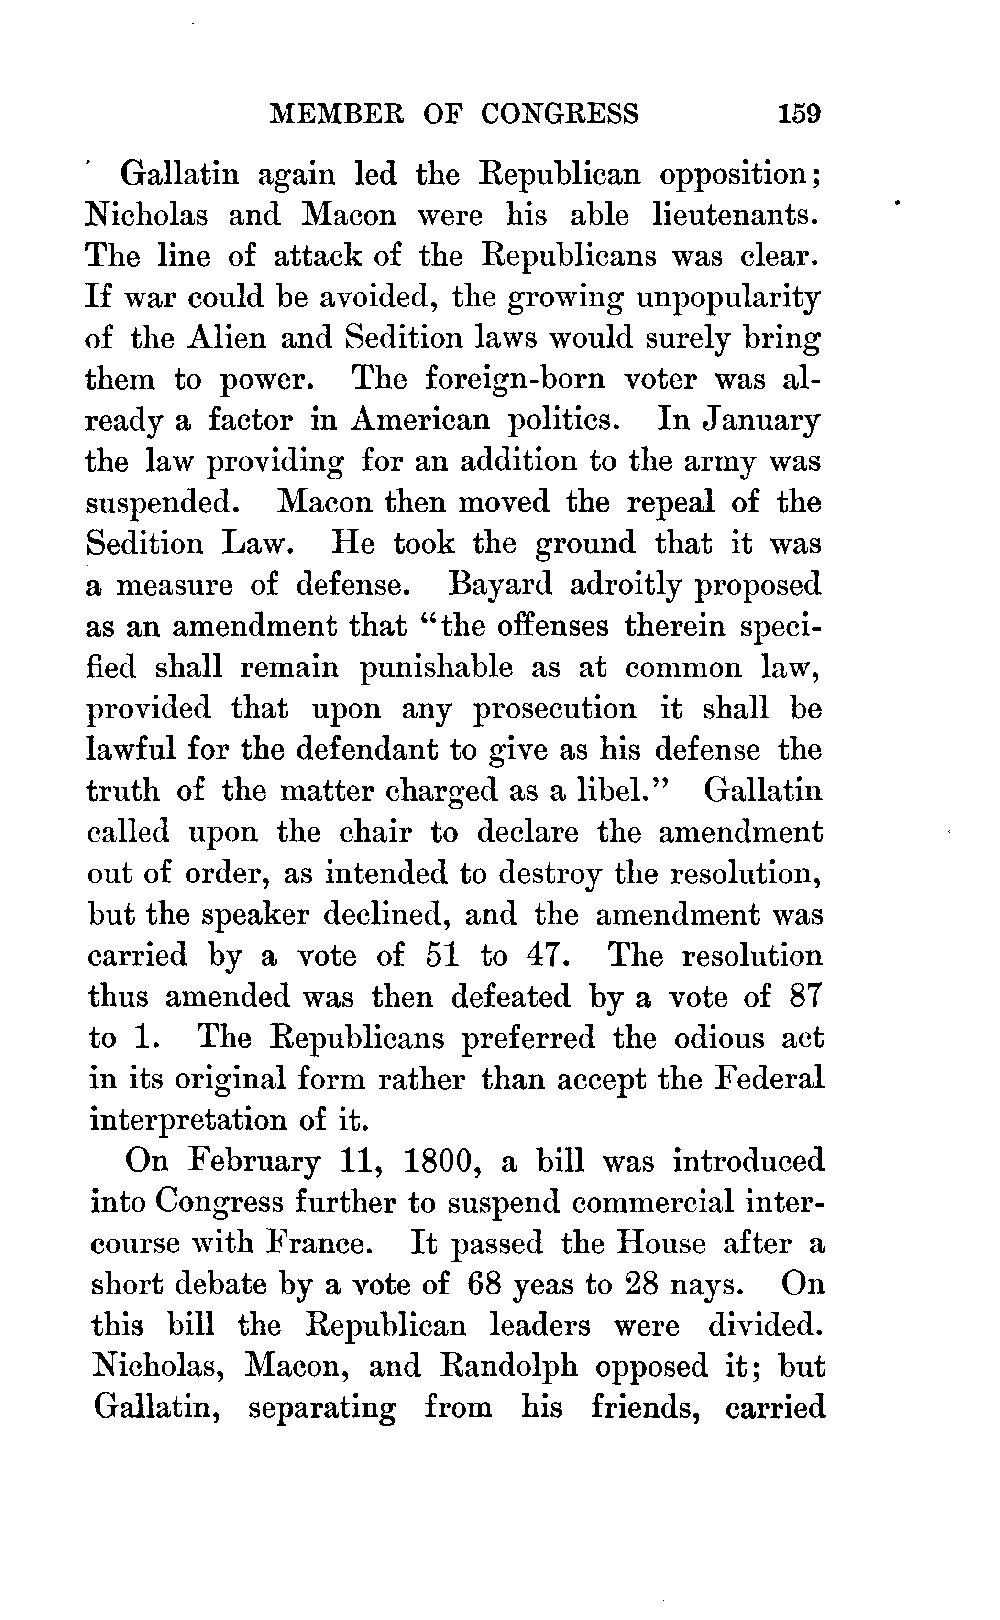 MEMBER OF CONGRESS 159
Gallatin again led the Republican opposition;
Nicholas and Macon were his able lieutenants.
The line of attack of the Republicans was clear.
If war could be avoided, the growing unpopularity
of the Alien and Sedition laws would surely bring
them to power. The foreign-born voter was al-
ready a factor in American politics. In January
the law providing for an addition to the army was
suspended. Macon then moved the repeal of the
Sedition Law. He took the ground that it was
a measure of defense. Bayard adroitly proposed
as an amendment that "the offenses therein speci-
fied shall remain punishable as at common law,
provided that upon any prosecution it shall be
lawful for the defendant to give as his defense the
truth of the matter charged as a libel." Gallatin
called upon the chair to declare the amendment
out of order, as intended to destroy the resolution,
but the speaker declined, and the amendment was
carried by a vote of 51 to 47. The resolution
thus amended was then defeated by a vote of 87
to 1. The Republicans preferred the odious act
in its original form rather than accept the Federal
interpretation of it.
On February 11, 1800, a bill was introduced
into Congress further to suspend commercial inter-
course with France. It passed the House after a
short debate by a vote of 68 yeas to 28 nays. On
this bill the Republican leaders were divided.
Nicholas, Macon, and Randolph opposed it; but
Gallatin, separating from his friends, carried